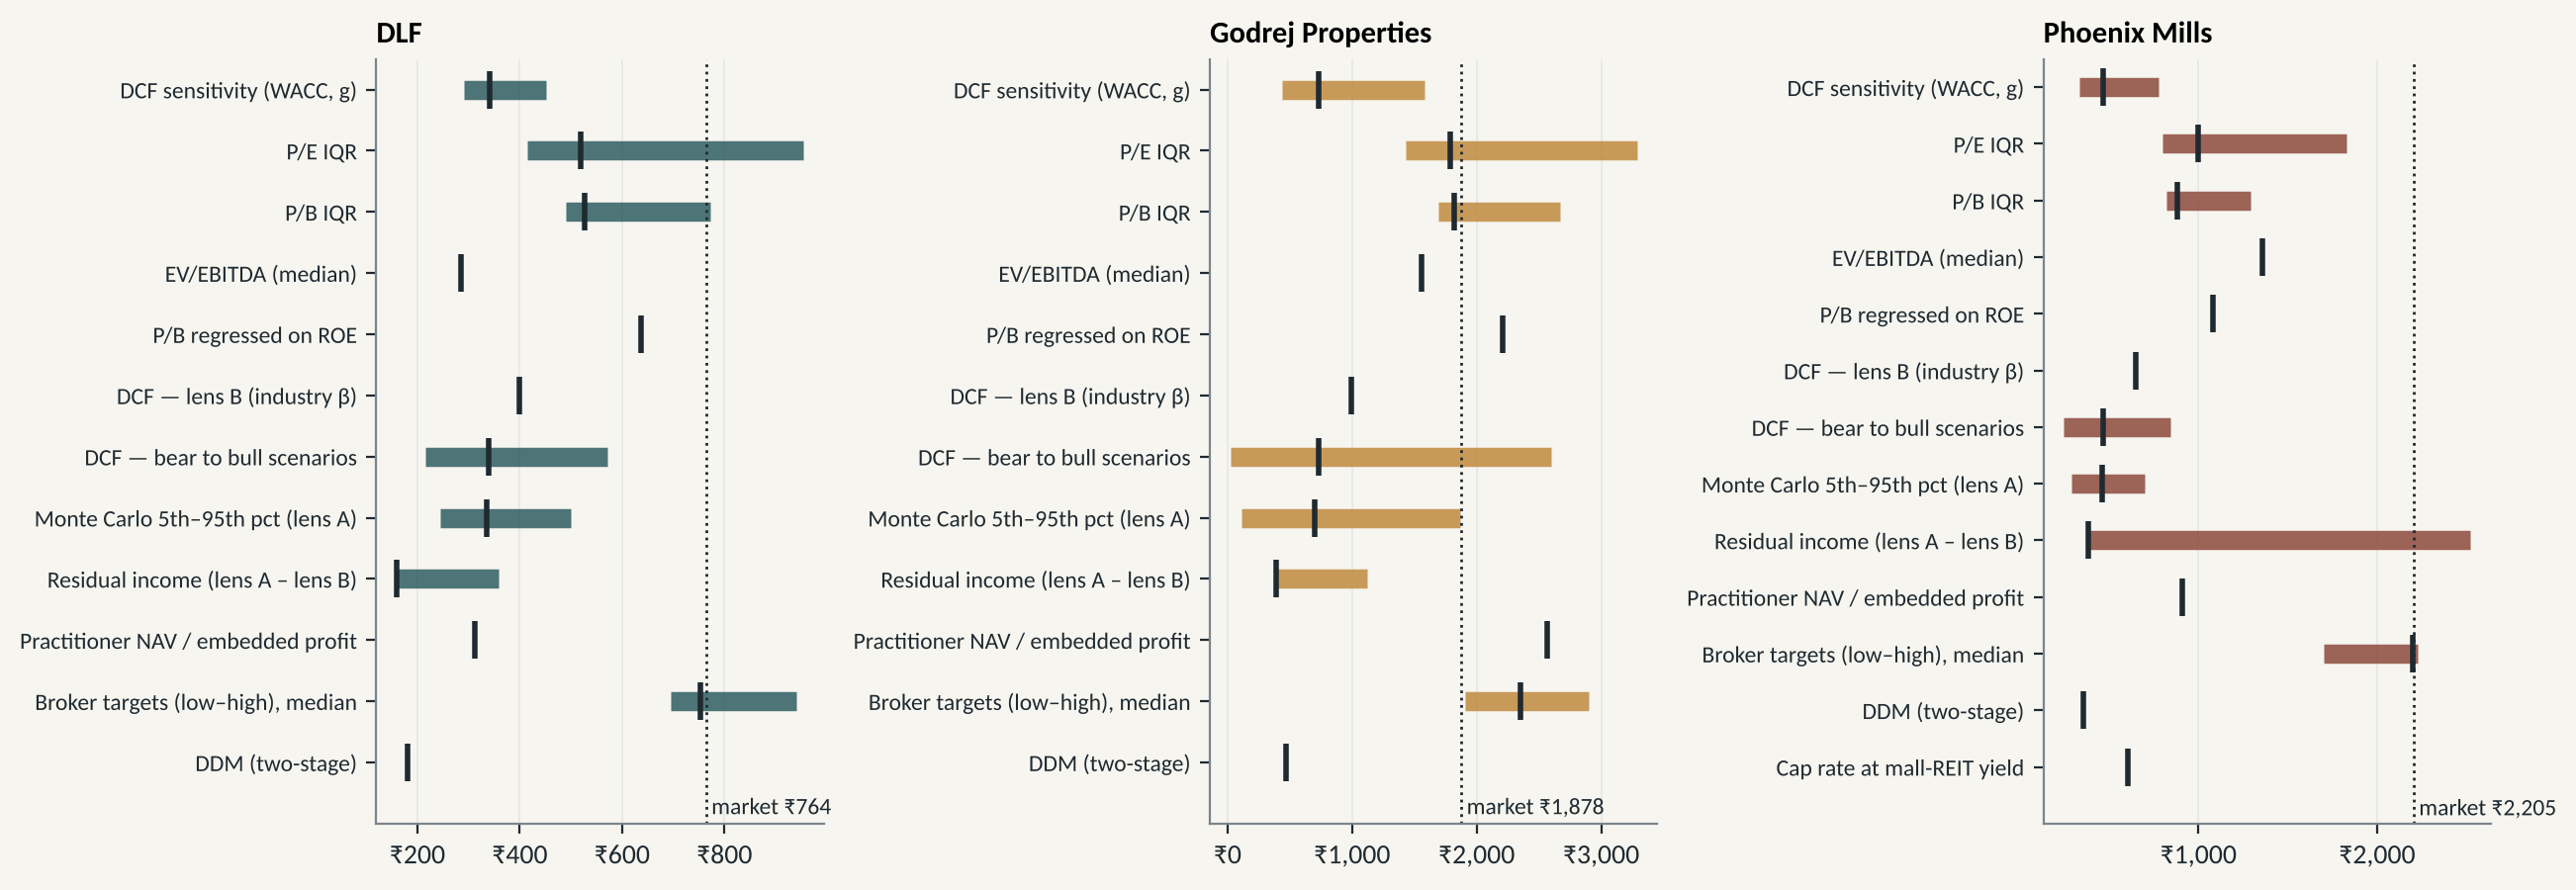 DLF
DCF sensitivity (WACC, g)
P/E IQR
P/B IQR
EV/EBITDA (median)
P/B regressed on ROE
DCF — lens B (industry β)
DCF — bear to bull scenarios
Monte Carlo 5th–95th pct (lens A)
Residual income (lens A – lens B)
Practitioner NAV / embedded profit
Broker targets (low–high), median
DDM (two-stage)
market ₹764
₹200 ₹400 ₹600 ₹800
Godrej Properties
DCF sensitivity (WACC, g)
P/E IQR
P/B IQR
EV/EBITDA (median)
P/B regressed on ROE
DCF — lens B (industry β)
DCF — bear to bull scenarios
Monte Carlo 5th–95th pct (lens A)
Residual income (lens A – lens B)
Practitioner NAV / embedded profit
Broker targets (low–high), median
DDM (two-stage)
market ₹1,878
₹0 ₹1,000 ₹2,000 ₹3,000
Phoenix Mills
DCF sensitivity (WACC, g)
P/E IQR
P/B IQR
EV/EBITDA (median)
P/B regressed on ROE
DCF — lens B (industry β)
DCF — bear to bull scenarios
Monte Carlo 5th–95th pct (lens A)
Residual income (lens A – lens B)
Practitioner NAV / embedded profit
Broker targets (low–high), median
DDM (two-stage)
Cap rate at mall-REIT yield
market ₹2,205
₹1,000 ₹2,000